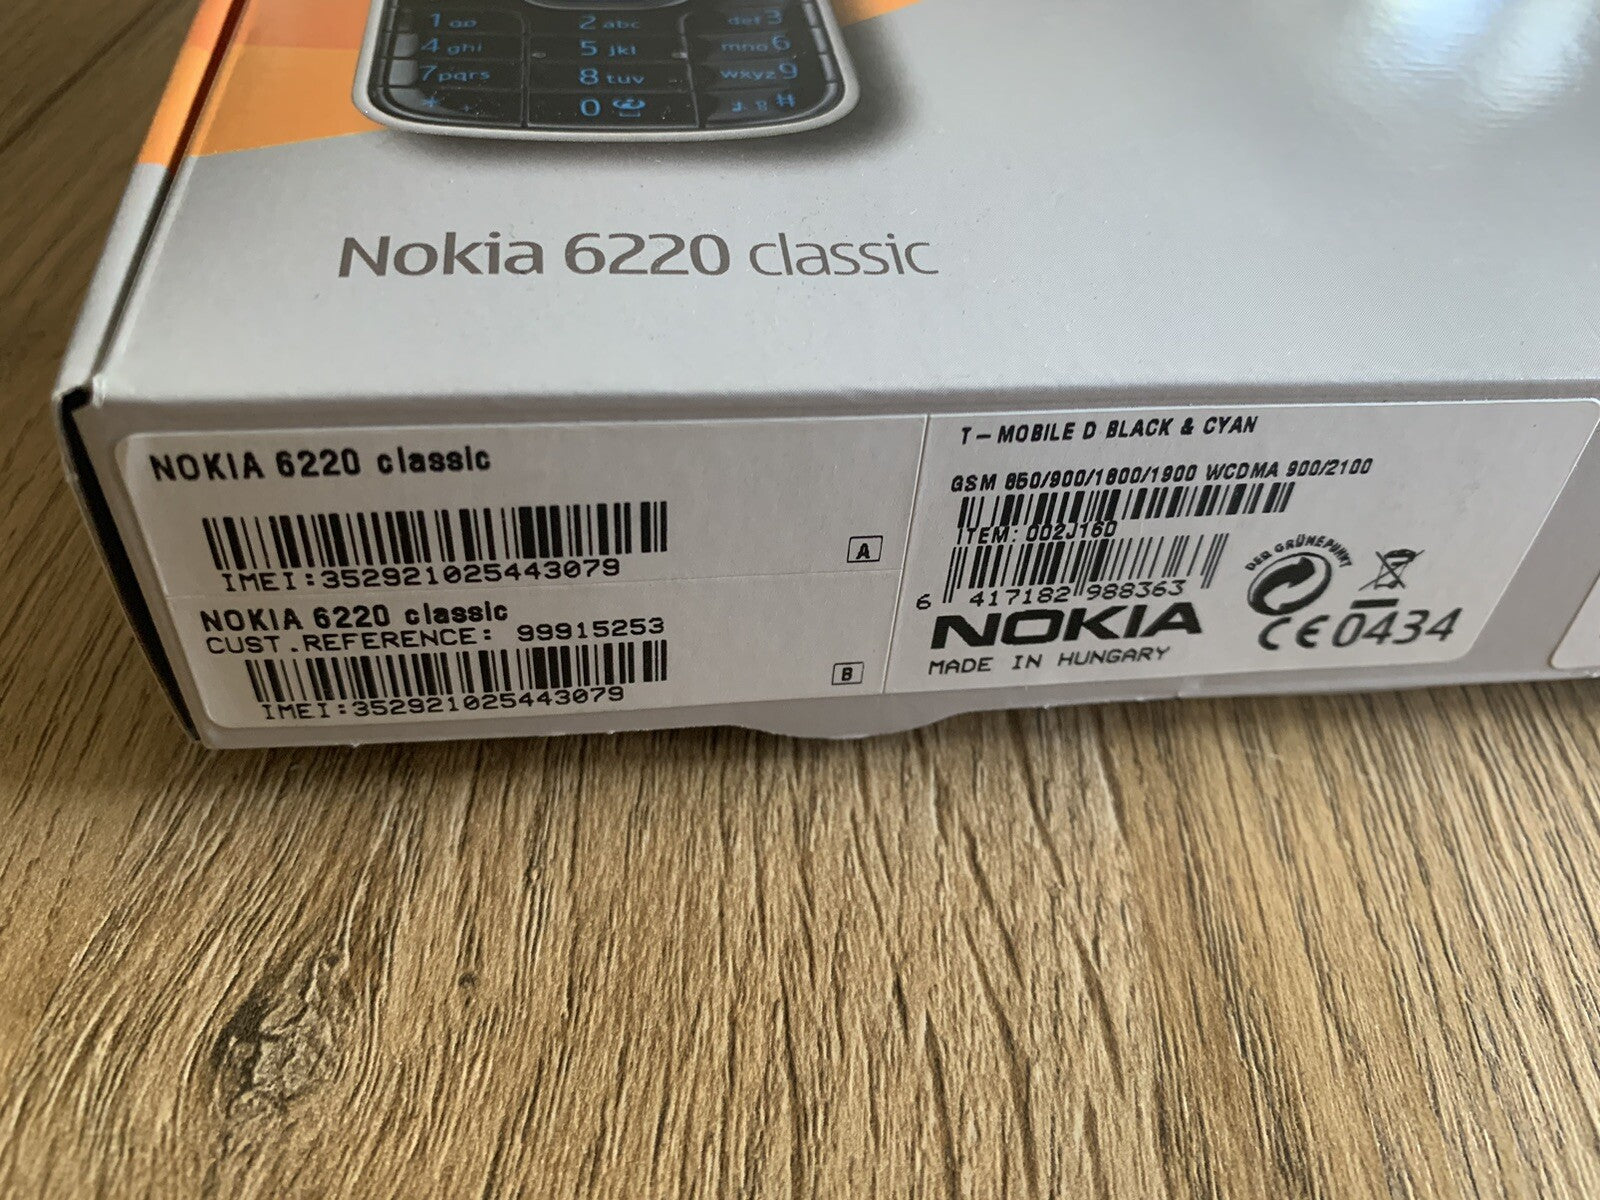 1 oo
2 abc
def 3
4 ghi
5 jkl
mno 6
7 pqrs
8 tuv
wxyz 9
*
0
#
Nokia 6220 classic
NOKIA 6220 classic
IMEI:352921025443079
A
NOKIA 6220 classic
CUST.REFERENCE: 99915253
IMEI:352921025443079
B
T-MOBILE D BLACK & CYAN
GSM 850/900/1800/1900 WCDMA 900/2100
ITEM: 002J160
6 417182 988363
NOKIA
MADE IN HUNGARY
DER GRÜNE PUNKT
CE0434